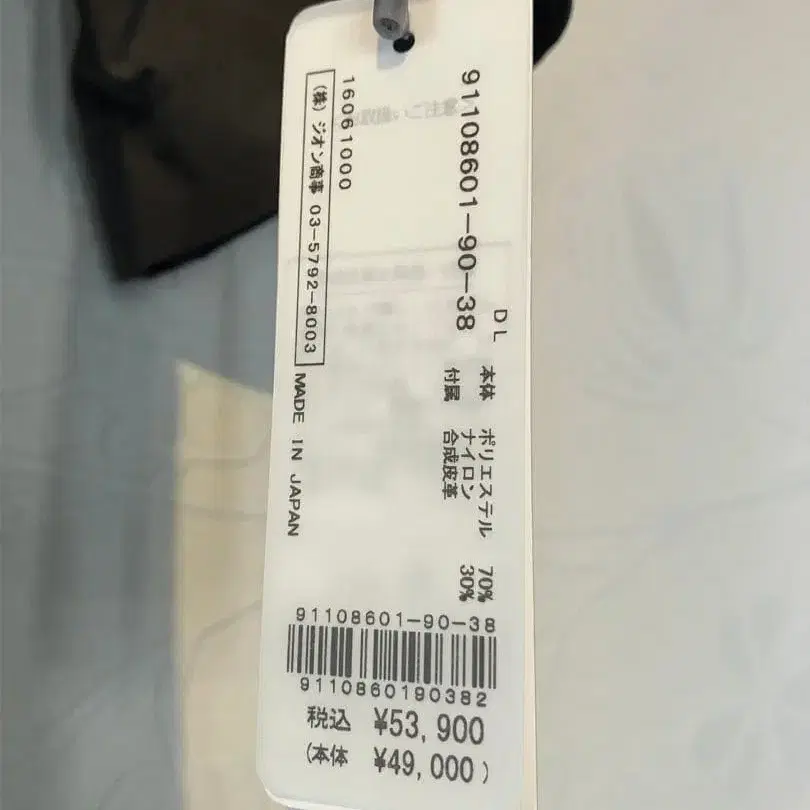 91108601-90-38
DL
本体 ポリエステル 70%
ナイロン 30%
付属 合成皮革
16061000
(株) ジオン商事 03-5792-8003
MADE IN JAPAN
91108601-90-38
9110860190382
税込 ¥53,900
(本体 ¥49,000)